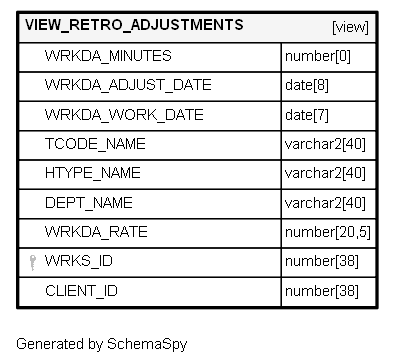 VIEW_RETRO_ADJUSTMENTS [view]
WRKDA_MINUTES number[0]
WRKDA_ADJUST_DATE date[8]
WRKDA_WORK_DATE date[7]
TCODE_NAME varchar2[40]
HTYPE_NAME varchar2[40]
DEPT_NAME varchar2[40]
WRKDA_RATE number[20,5]
WRKS_ID number[38]
CLIENT_ID number[38]
Generated by SchemaSpy